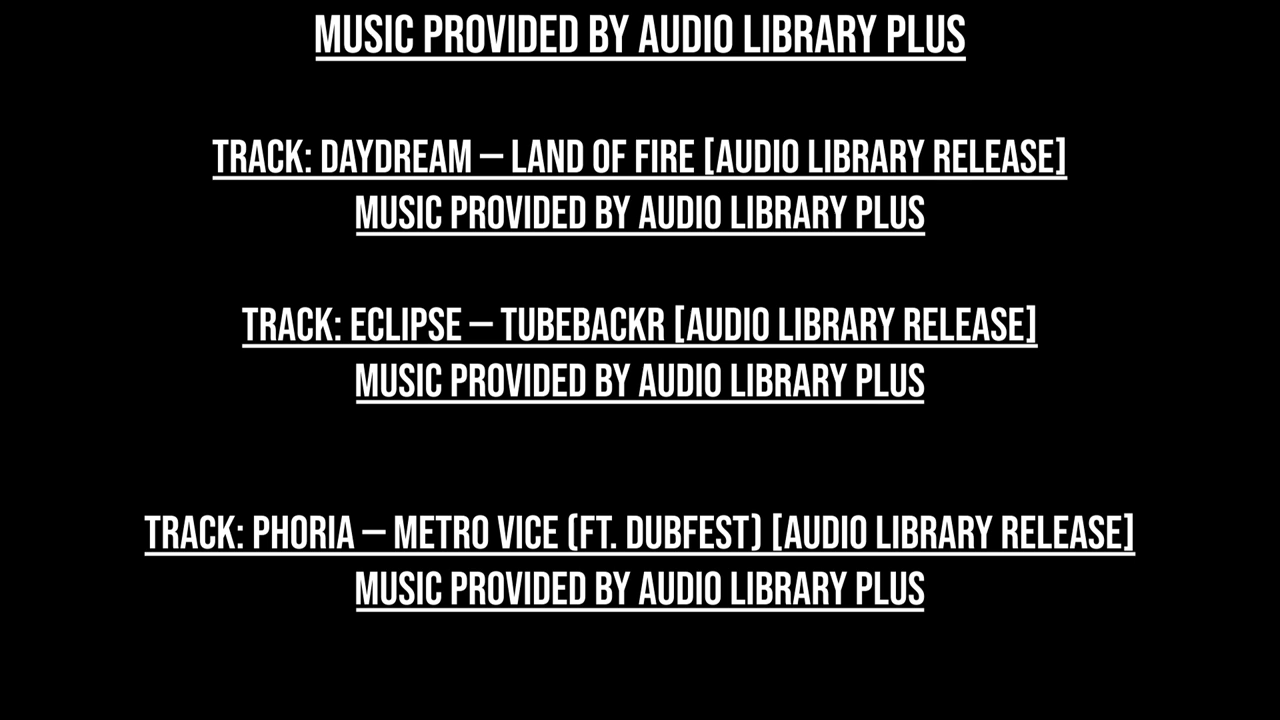 MUSIC PROVIDED BY AUDIO LIBRARY PLUS
TRACK: DAYDREAM — LAND OF FIRE [AUDIO LIBRARY RELEASE]
MUSIC PROVIDED BY AUDIO LIBRARY PLUS
TRACK: ECLIPSE — TUBEBACKR [AUDIO LIBRARY RELEASE]
MUSIC PROVIDED BY AUDIO LIBRARY PLUS
TRACK: PHORIA — METRO VICE (FT. DUBFEST) [AUDIO LIBRARY RELEASE]
MUSIC PROVIDED BY AUDIO LIBRARY PLUS